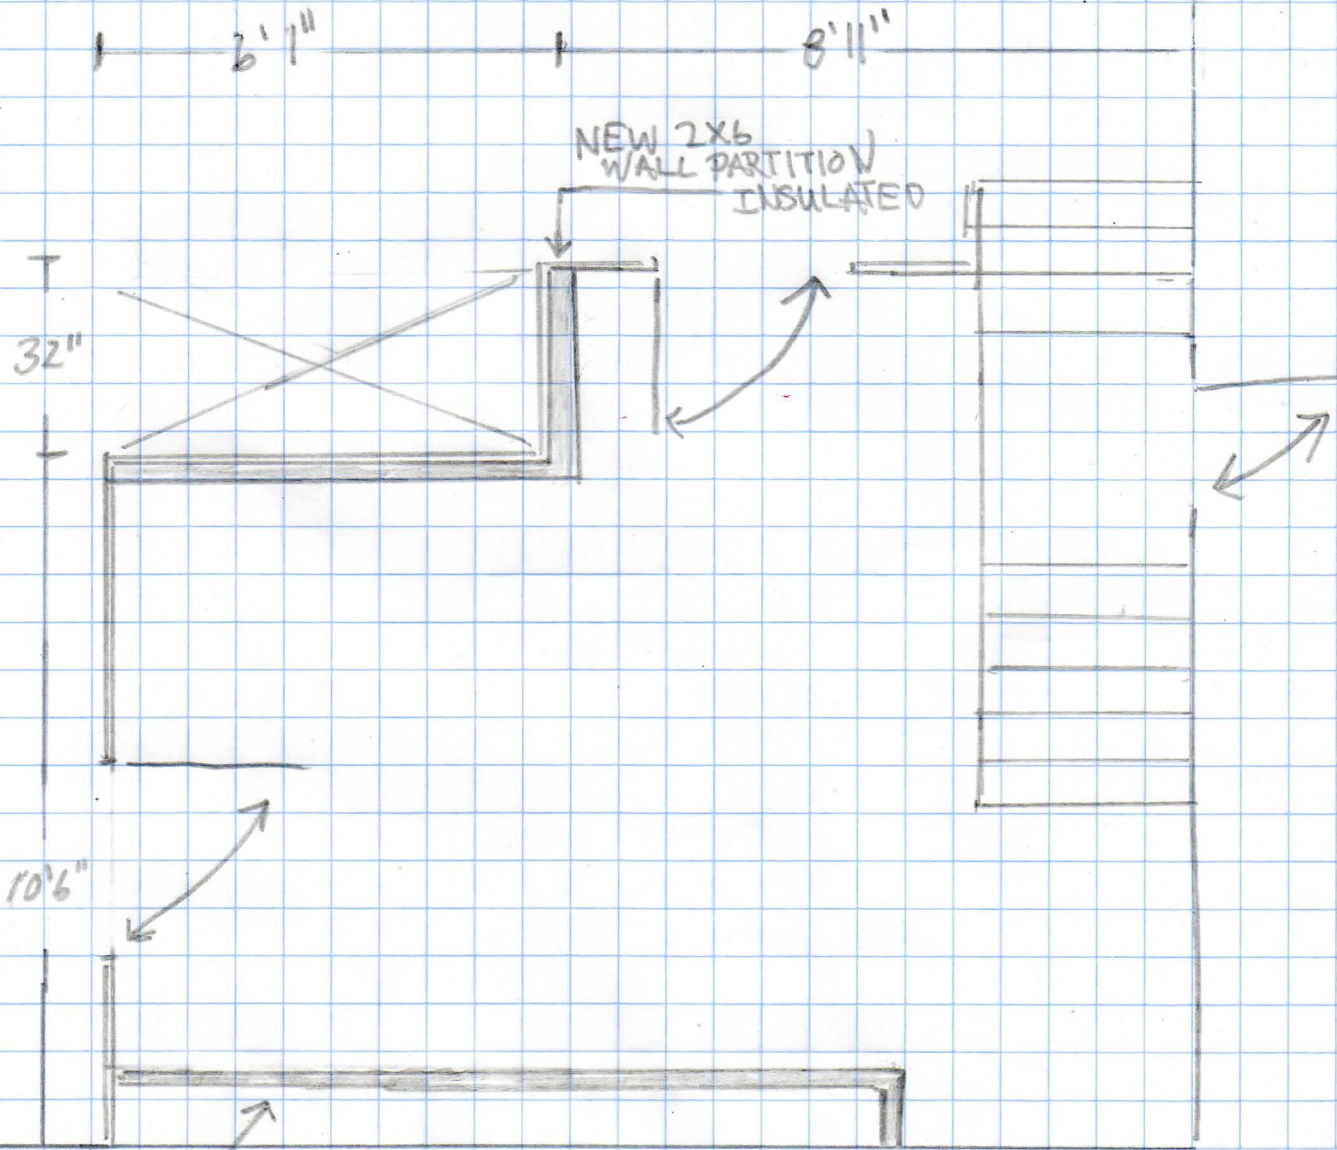 6'1"
8'11"
NEW 2X6
WALL PARTITION
INSULATED
32"
10'6"